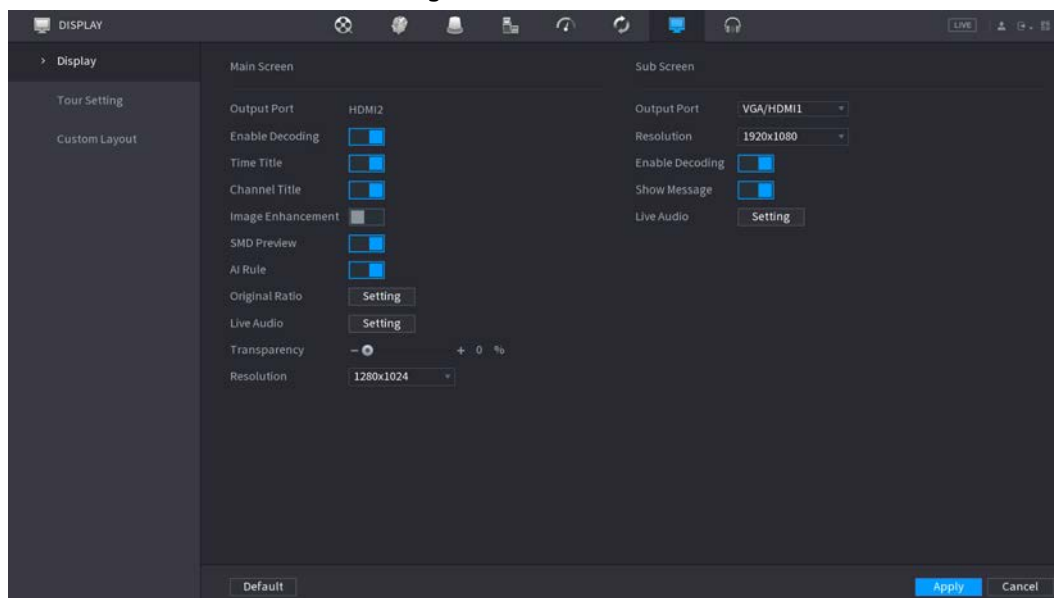 DISPLAY
LIVE
> Display
Tour Setting
Custom Layout
Main Screen
Output Port HDMI2
Enable Decoding
Time Title
Channel Title
Image Enhancement
SMD Preview
AI Rule
Original Ratio Setting
Live Audio Setting
Transparency − + 0 %
Resolution 1280x1024
Sub Screen
Output Port VGA/HDMI1
Resolution 1920x1080
Enable Decoding
Show Message
Live Audio Setting
Default
Apply Cancel